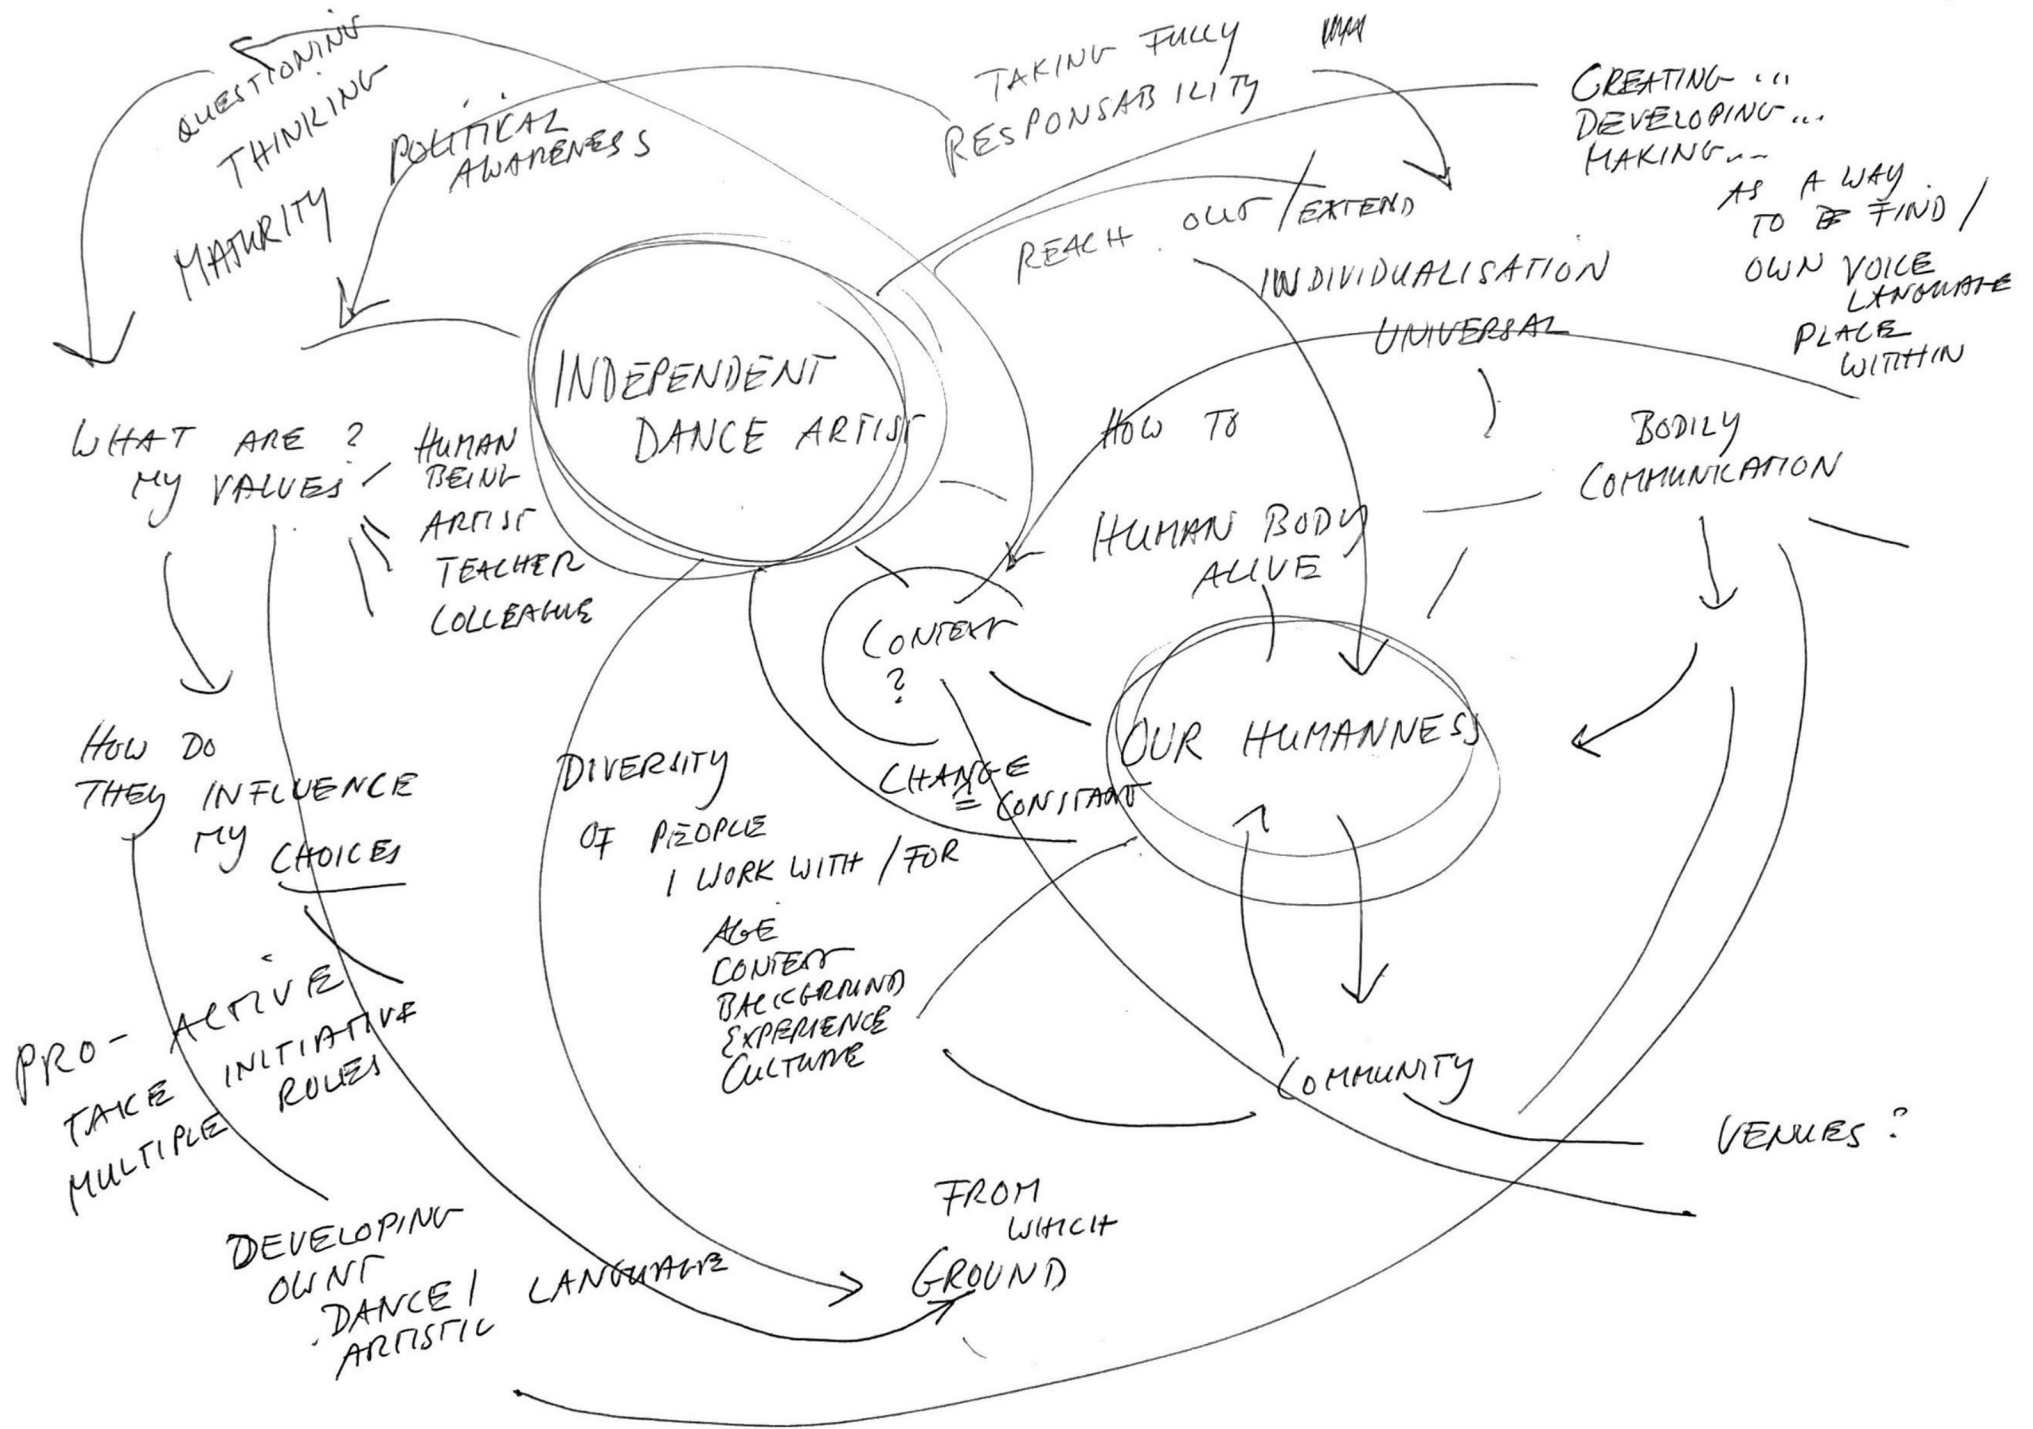 QUESTIONING
THINKING
MATURITY
POLITICAL
AWARENESS
TAKING FULLY
RESPONSABILITY
CREATING ...
DEVELOPING ...
MAKING ...
AS A WAY
TO FIND /
OWN VOICE
LANGUAGE
PLACE
WITHIN
REACH OUT / EXTEND
INDIVIDUALISATION
UNIVERSAL
INDEPENDENT
DANCE ARTIST
WHAT ARE ?
MY VALUES
HUMAN
BEING
ARTIST
TEACHER
COLLEAGUE
HOW TO
HUMAN BODY
ALIVE
BODILY
COMMUNICATION
CONTEXT
?
OUR HUMANNESS
CHANGE
= CONSTANT
HOW DO
THEY INFLUENCE
MY CHOICES
DIVERSITY
OF PEOPLE
I WORK WITH / FOR
AGE
CONTEXT
BACKGROUND
EXPERIENCE
CULTURE
PRO-ACTIVE
TAKE INITIATIVE
MULTIPLE ROLES
COMMUNITY
VENUES ?
FROM
WHICH
GROUND
DEVELOPING
OWNT
DANCE / LANGUAGE
ARTISTIC